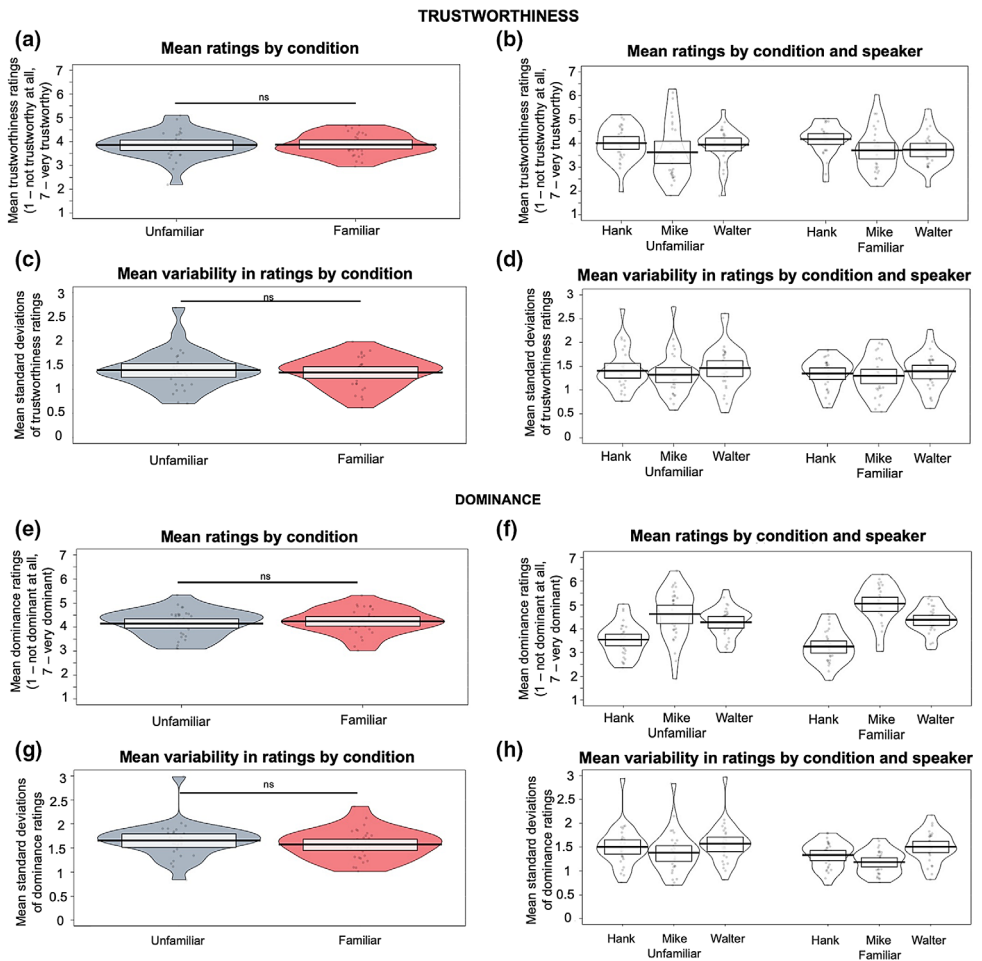 TRUSTWORTHINESS
(a)
Mean ratings by condition
Mean trustworthiness ratings
(1 – not trustworthy at all,
7 – very trustworthy)
7
6
5
4
3
2
1
ns
Unfamiliar
Familiar
(b)
Mean ratings by condition and speaker
Mean trustworthiness ratings
(1 – not trustworthy at all,
7 – very trustworthy)
7
6
5
4
3
2
1
Hank
Mike
Walter
Hank
Mike
Walter
Unfamiliar
Familiar
(c)
Mean variability in ratings by condition
Mean standard deviations
of trustworthiness ratings
3
2.5
2
1.5
1
0.5
0
ns
Unfamiliar
Familiar
(d)
Mean variability in ratings by condition and speaker
Mean standard deviations
of trustworthiness ratings
3
2.5
2
1.5
1
0.5
0
Hank
Mike
Walter
Hank
Mike
Walter
Unfamiliar
Familiar
DOMINANCE
(e)
Mean ratings by condition
Mean dominance ratings
(1 – not dominant at all,
7 – very dominant)
7
6
5
4
3
2
1
ns
Unfamiliar
Familiar
(f)
Mean ratings by condition and speaker
Mean dominance ratings
(1 – not dominant at all,
7 – very dominant)
7
6
5
4
3
2
1
Hank
Mike
Walter
Hank
Mike
Walter
Unfamiliar
Familiar
(g)
Mean variability in ratings by condition
Mean standard deviations
of dominance ratings
3
2.5
2
1.5
1
0.5
0
ns
Unfamiliar
Familiar
(h)
Mean variability in ratings by condition and speaker
Mean standard deviations
of dominance ratings
3
2.5
2
1.5
1
0.5
0
Hank
Mike
Walter
Hank
Mike
Walter
Unfamiliar
Familiar